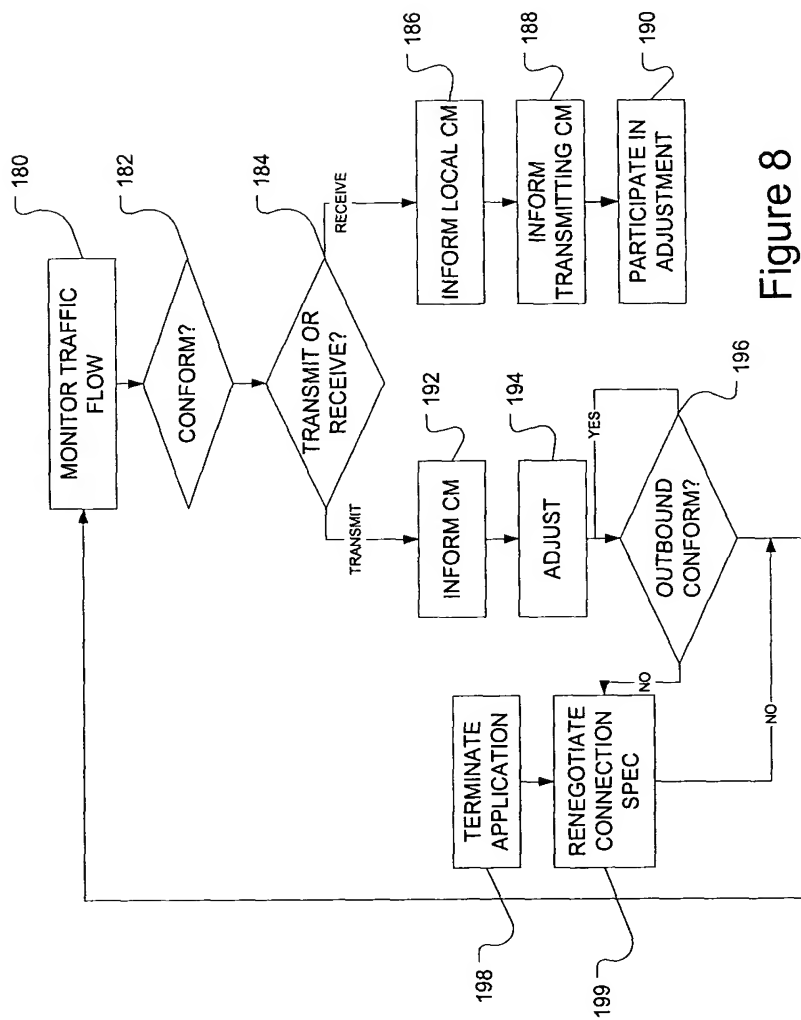 180
MONITOR TRAFFIC
FLOW
182
CONFORM?
184
TRANSMIT OR
RECEIVE?
RECEIVE
TRANSMIT
186
INFORM LOCAL CM
188
INFORM
TRANSMITTING CM
190
PARTICIPATE IN
ADJUSTMENT
192
INFORM CM
194
ADJUST
YES
196
OUTBOUND
CONFORM?
NO
198
TERMINATE
APPLICATION
199
RENEGOTIATE
CONNECTION
SPEC
NO
Figure 8